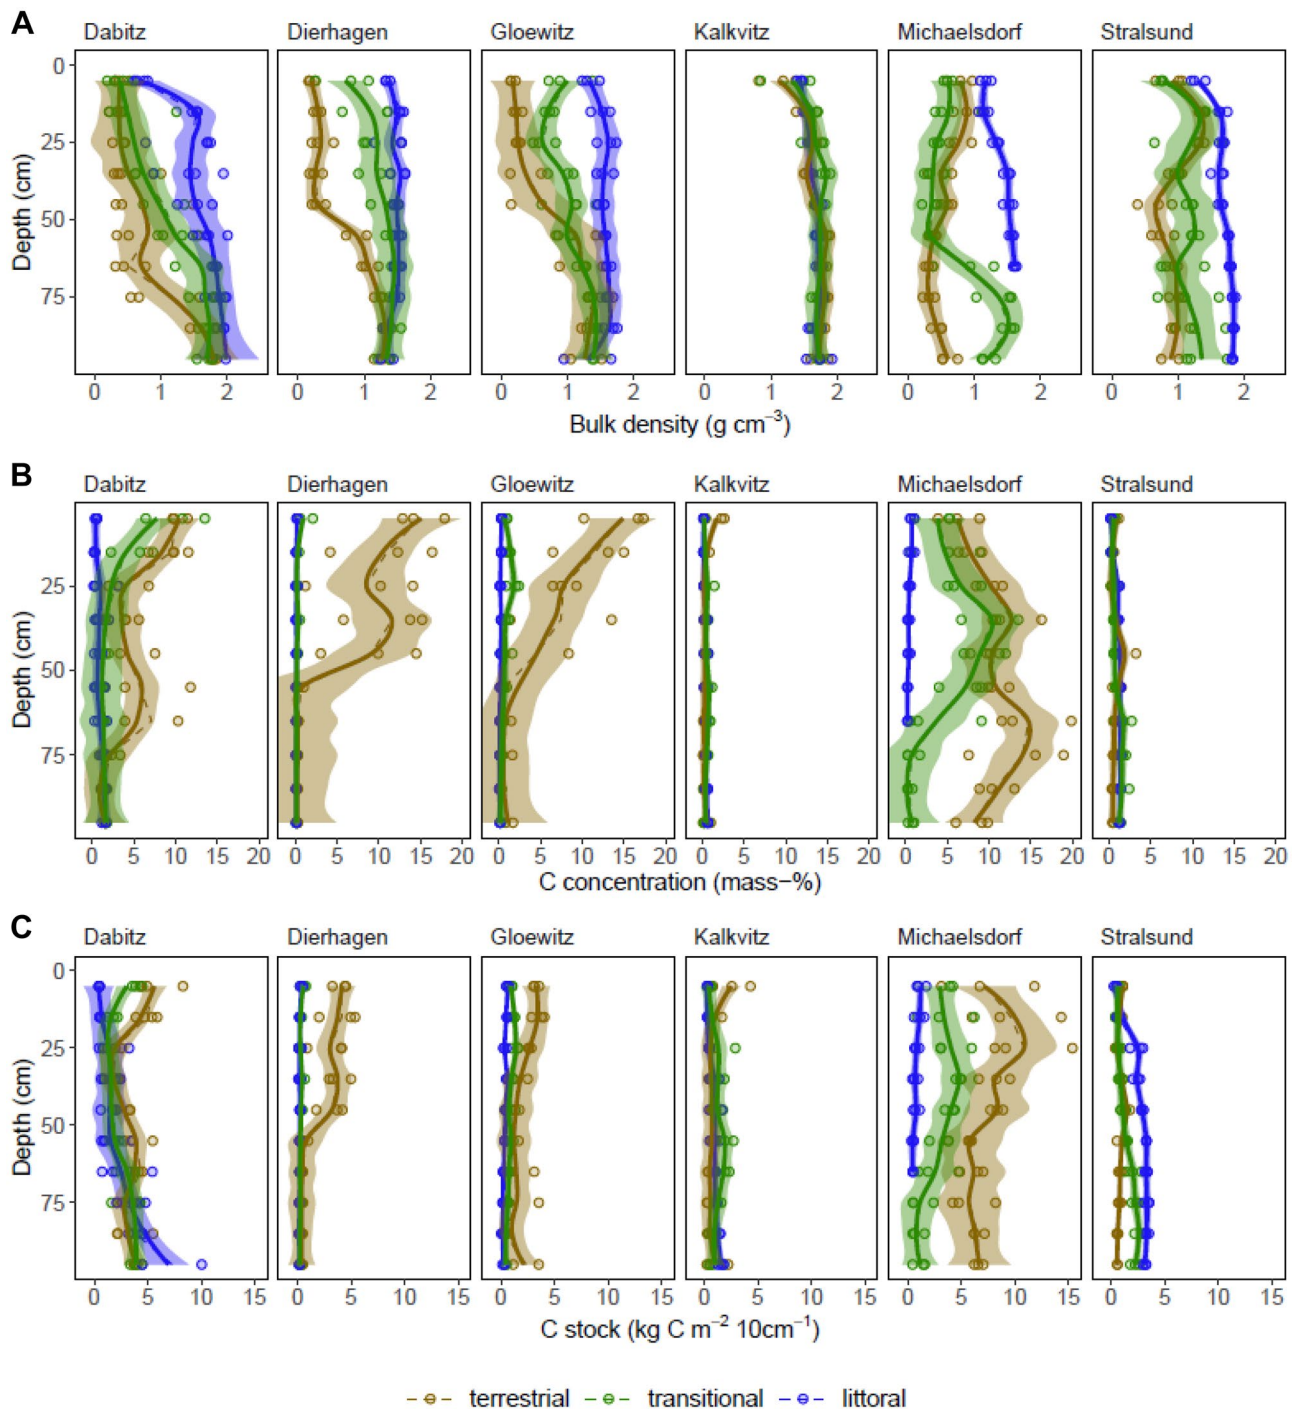 A
Dabitz Dierhagen Gloewitz Kalkvitz Michaelsdorf Stralsund
0
25
50
75
Depth (cm)
0 1 2 0 1 2 0 1 2 0 1 2 0 1 2 0 1 2
Bulk density (g cm⁻³)
B
Dabitz Dierhagen Gloewitz Kalkvitz Michaelsdorf Stralsund
25
50
75
Depth (cm)
0 5 10 15 20 0 5 10 15 20 0 5 10 15 20 0 5 10 15 20 0 5 10 15 20 0 5 10 15 20
C concentration (mass−%)
C
Dabitz Dierhagen Gloewitz Kalkvitz Michaelsdorf Stralsund
0
25
50
75
Depth (cm)
0 5 10 15 0 5 10 15 0 5 10 15 0 5 10 15 0 5 10 15 0 5 10 15
C stock (kg C m⁻² 10cm⁻¹)
terrestrial transitional littoral